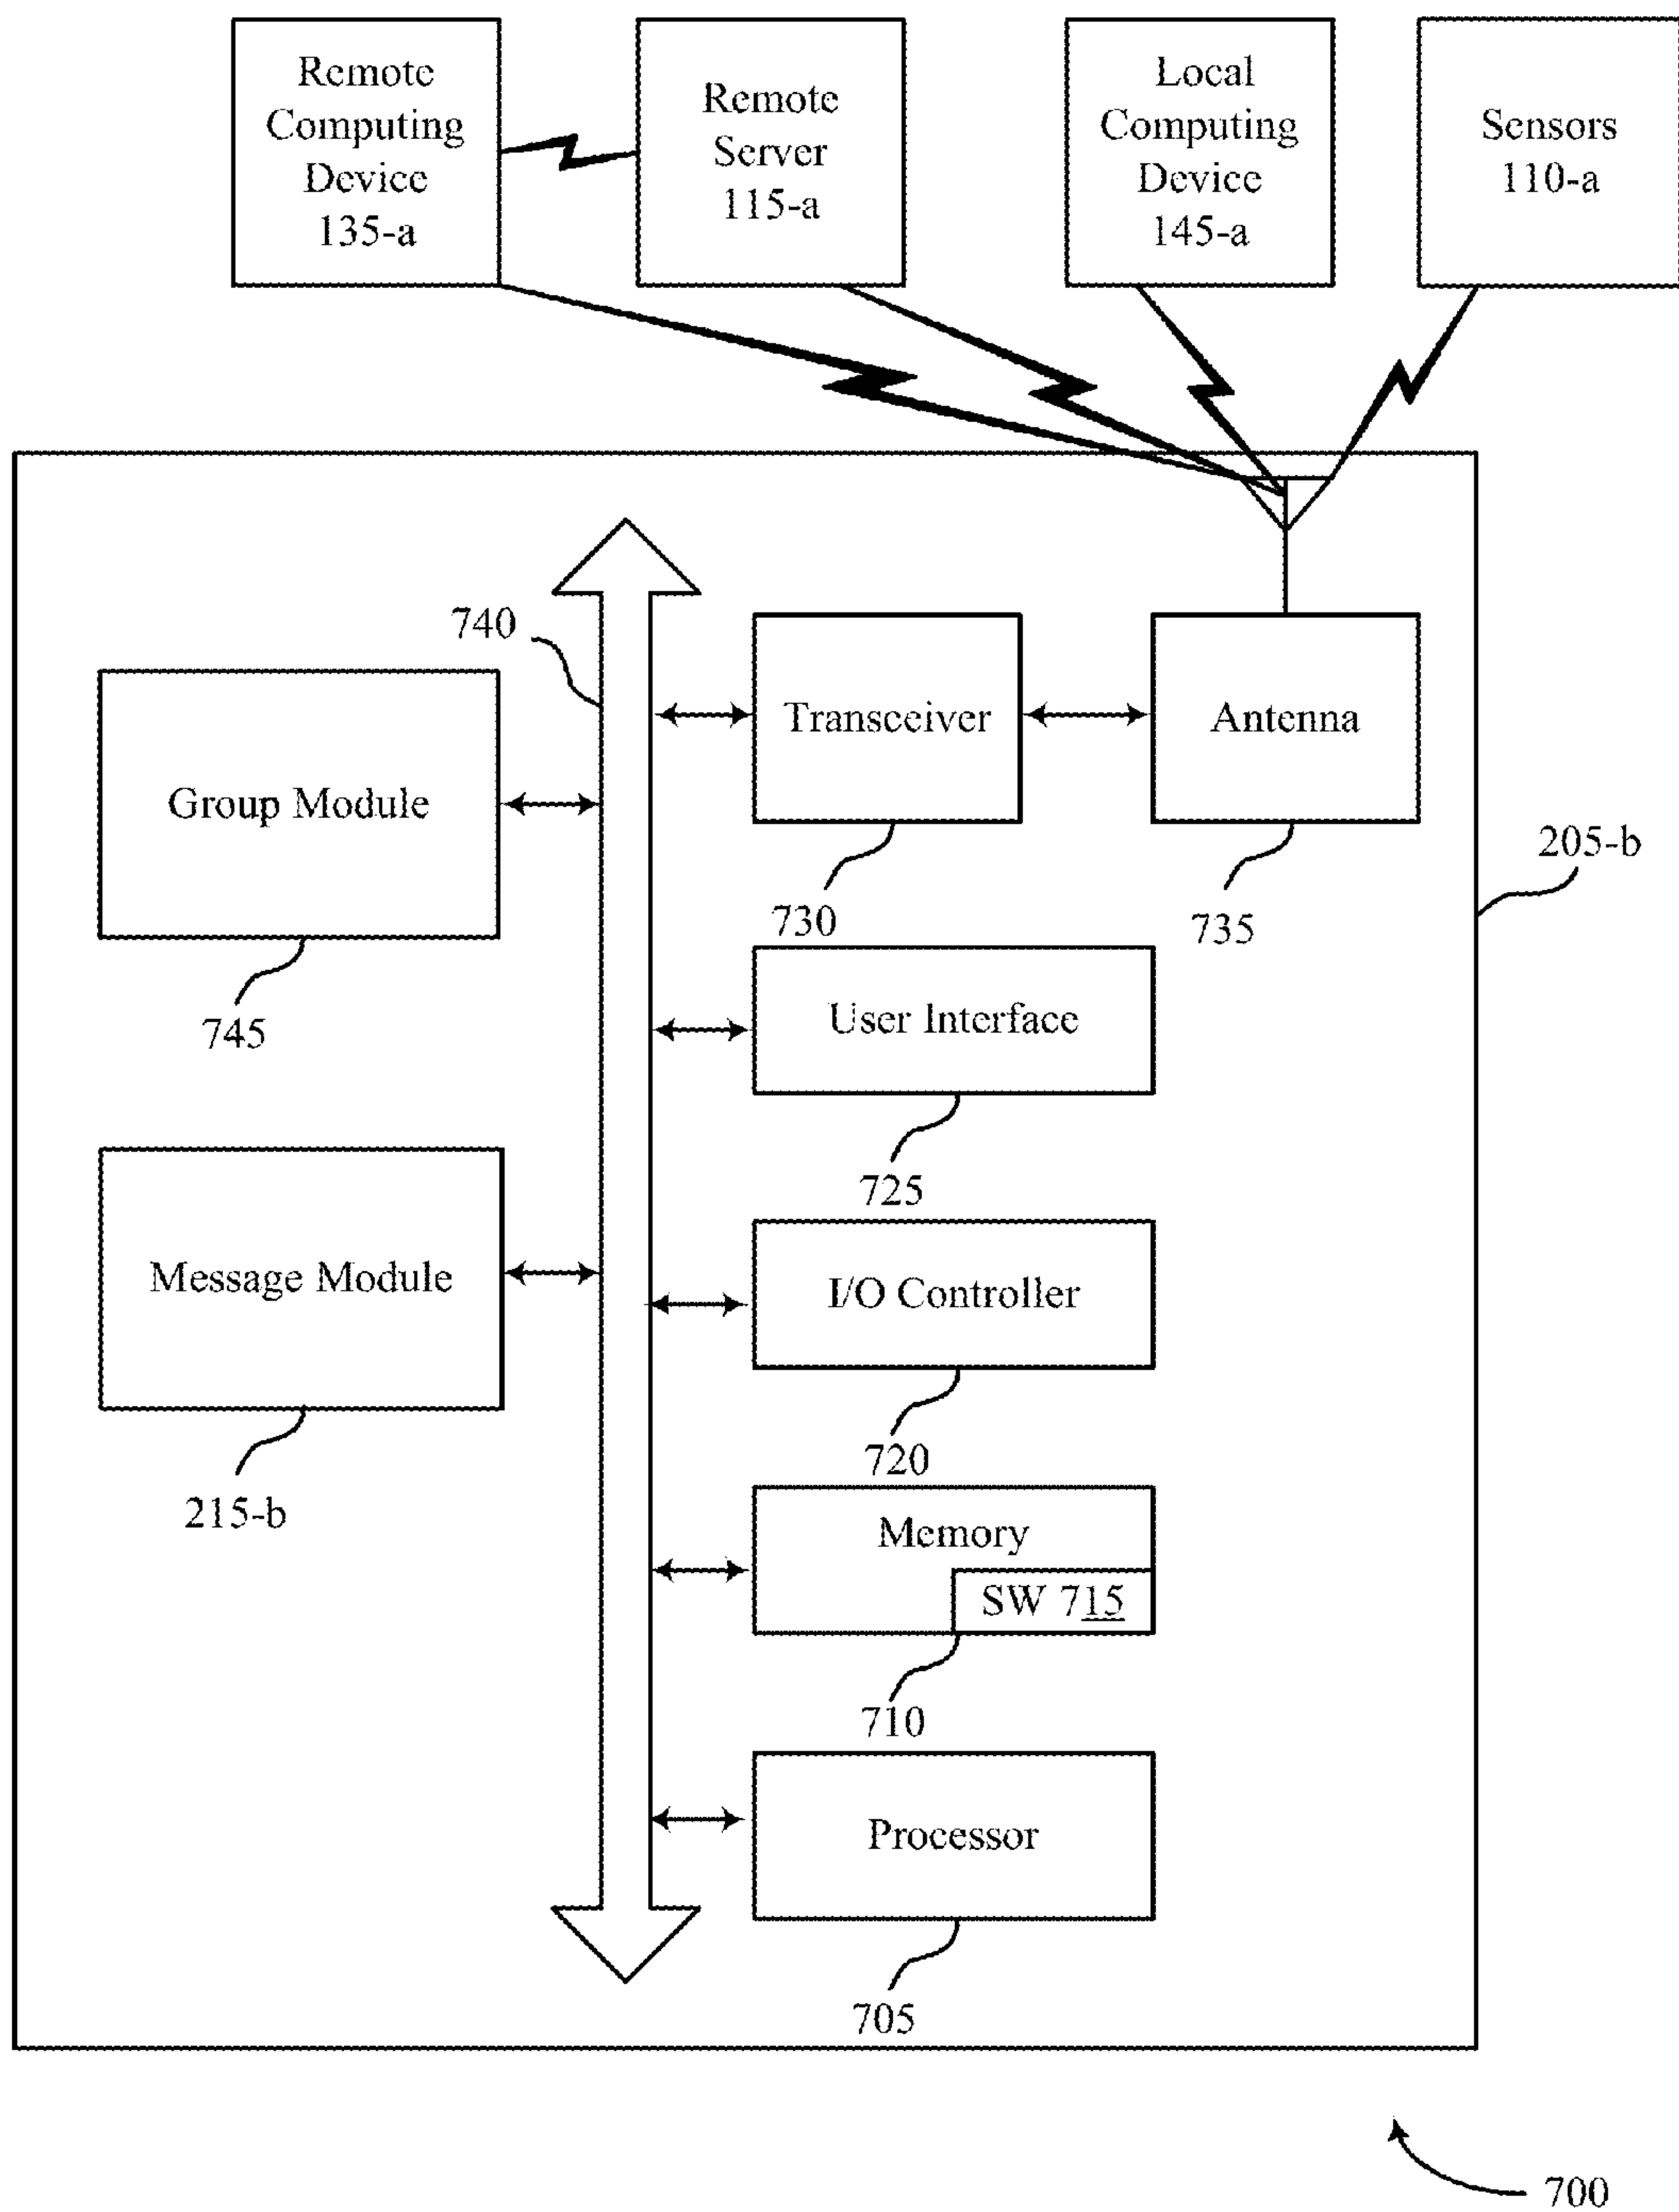 Remote
Computing
Device
135-a
Remote
Server
115-a
Local
Computing
Device
145-a
Sensors
110-a
740
Transceiver
Antenna
Group Module
205-b
730
735
745
User Interface
725
Message Module
I/O Controller
720
215-b
Memory
SW 715
710
Processor
705
700